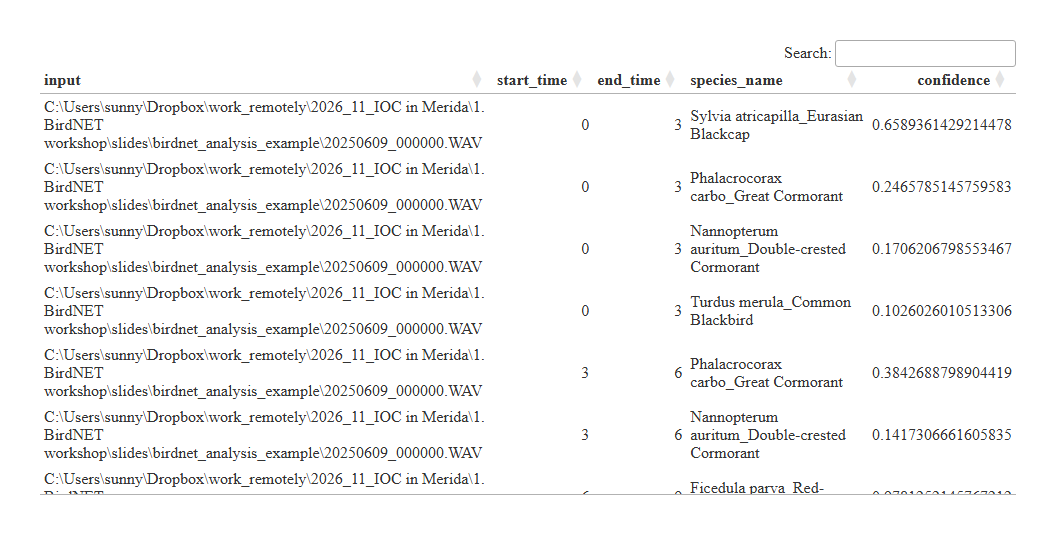 Search:
input start_time end_time species_name confidence
C:\Users\sunny\Dropbox\work_remotely\2026_11_IOC in Merida\1.
BirdNET
workshop\slides\birdnet_analysis_example\20250609_000000.WAV
0 3
Sylvia atricapilla_Eurasian
Blackcap
0.6589361429214478
C:\Users\sunny\Dropbox\work_remotely\2026_11_IOC in Merida\1.
BirdNET
workshop\slides\birdnet_analysis_example\20250609_000000.WAV
0 3
Phalacrocorax
carbo_Great Cormorant
0.2465785145759583
C:\Users\sunny\Dropbox\work_remotely\2026_11_IOC in Merida\1.
BirdNET
workshop\slides\birdnet_analysis_example\20250609_000000.WAV
0 3
Nannopterum
auritum_Double-crested
Cormorant
0.1706206798553467
C:\Users\sunny\Dropbox\work_remotely\2026_11_IOC in Merida\1.
BirdNET
workshop\slides\birdnet_analysis_example\20250609_000000.WAV
0 3
Turdus merula_Common
Blackbird
0.1026026010513306
C:\Users\sunny\Dropbox\work_remotely\2026_11_IOC in Merida\1.
BirdNET
workshop\slides\birdnet_analysis_example\20250609_000000.WAV
3 6
Phalacrocorax
carbo_Great Cormorant
0.3842688798904419
C:\Users\sunny\Dropbox\work_remotely\2026_11_IOC in Merida\1.
BirdNET
workshop\slides\birdnet_analysis_example\20250609_000000.WAV
3 6
Nannopterum
auritum_Double-crested
Cormorant
0.1417306661605835
C:\Users\sunny\Dropbox\work_remotely\2026_11_IOC in Merida\1.
Ficedula parva_Red-